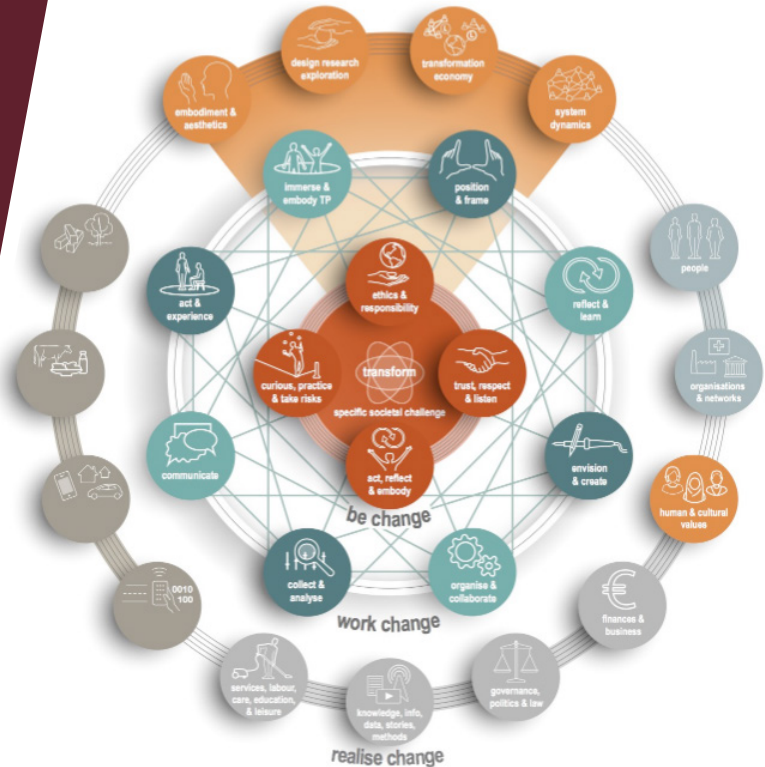 design research
exploration
transformation
economy
embodiment &
aesthetics
system
dynamics
immerse &
embody TP
position
& frame
people
act &
experience
ethics &
responsibility
reflect &
learn
organisations
& networks
curious, practice
& take risks
transform
trust, respect
& listen
specific societal challenge
communicate
act, reflect
& embody
envision
& create
human & cultural
values
be change
collect &
analyse
organise &
collaborate
0010
100
€
finances &
business
work change
services, labour,
care, education,
& leisure
knowledge, info,
data, stories,
methods
governance,
politics & law
realise change